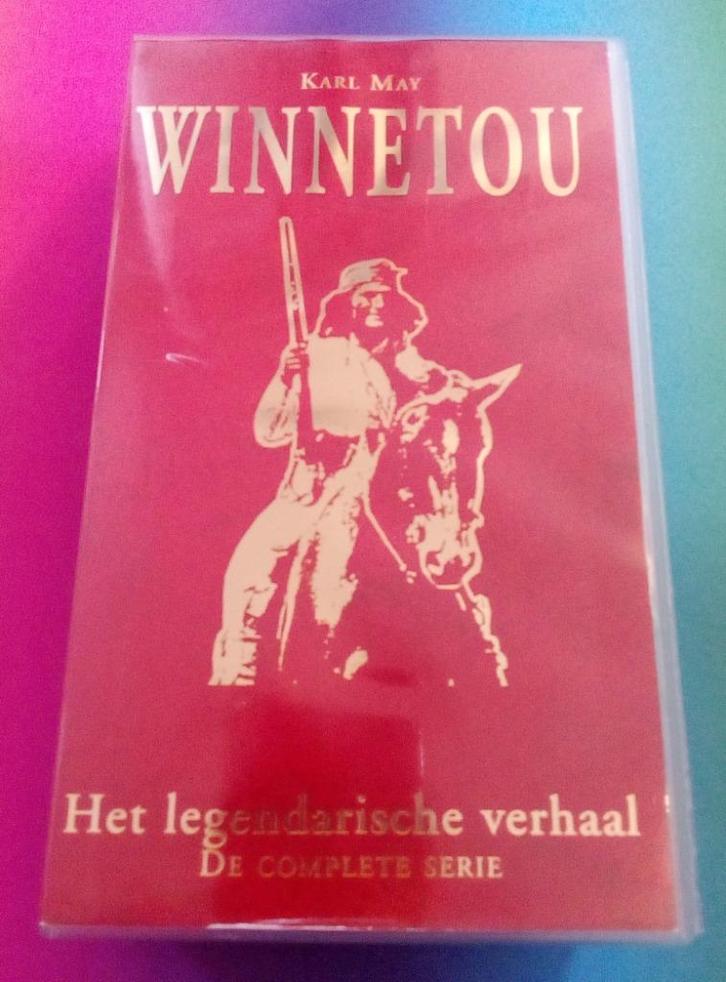 KARL MAY
WINNETOU
Het legendarische verhaal
DE COMPLETE SERIE